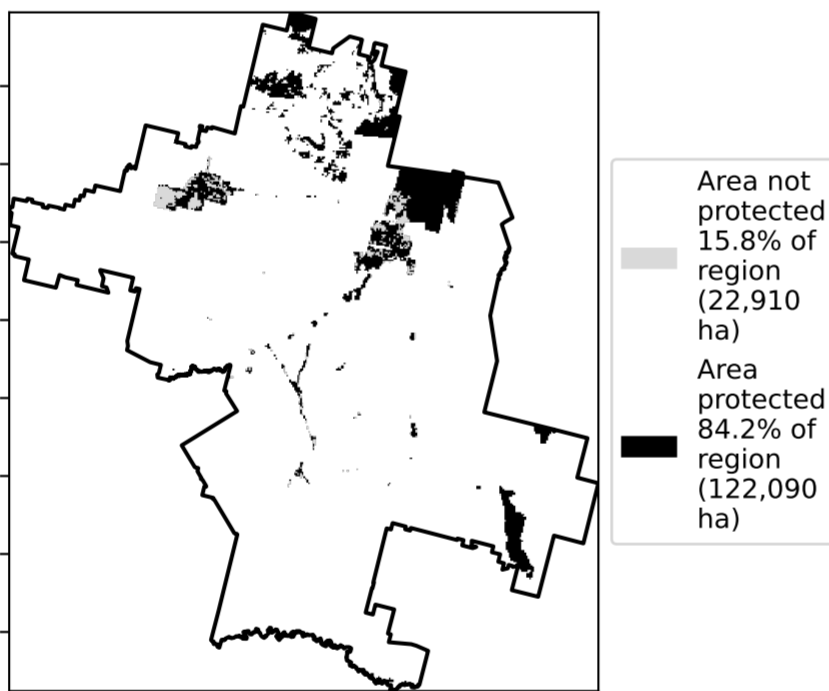 Area not
protected
15.8% of
region
(22,910
ha)
Area
protected
84.2% of
region
(122,090
ha)